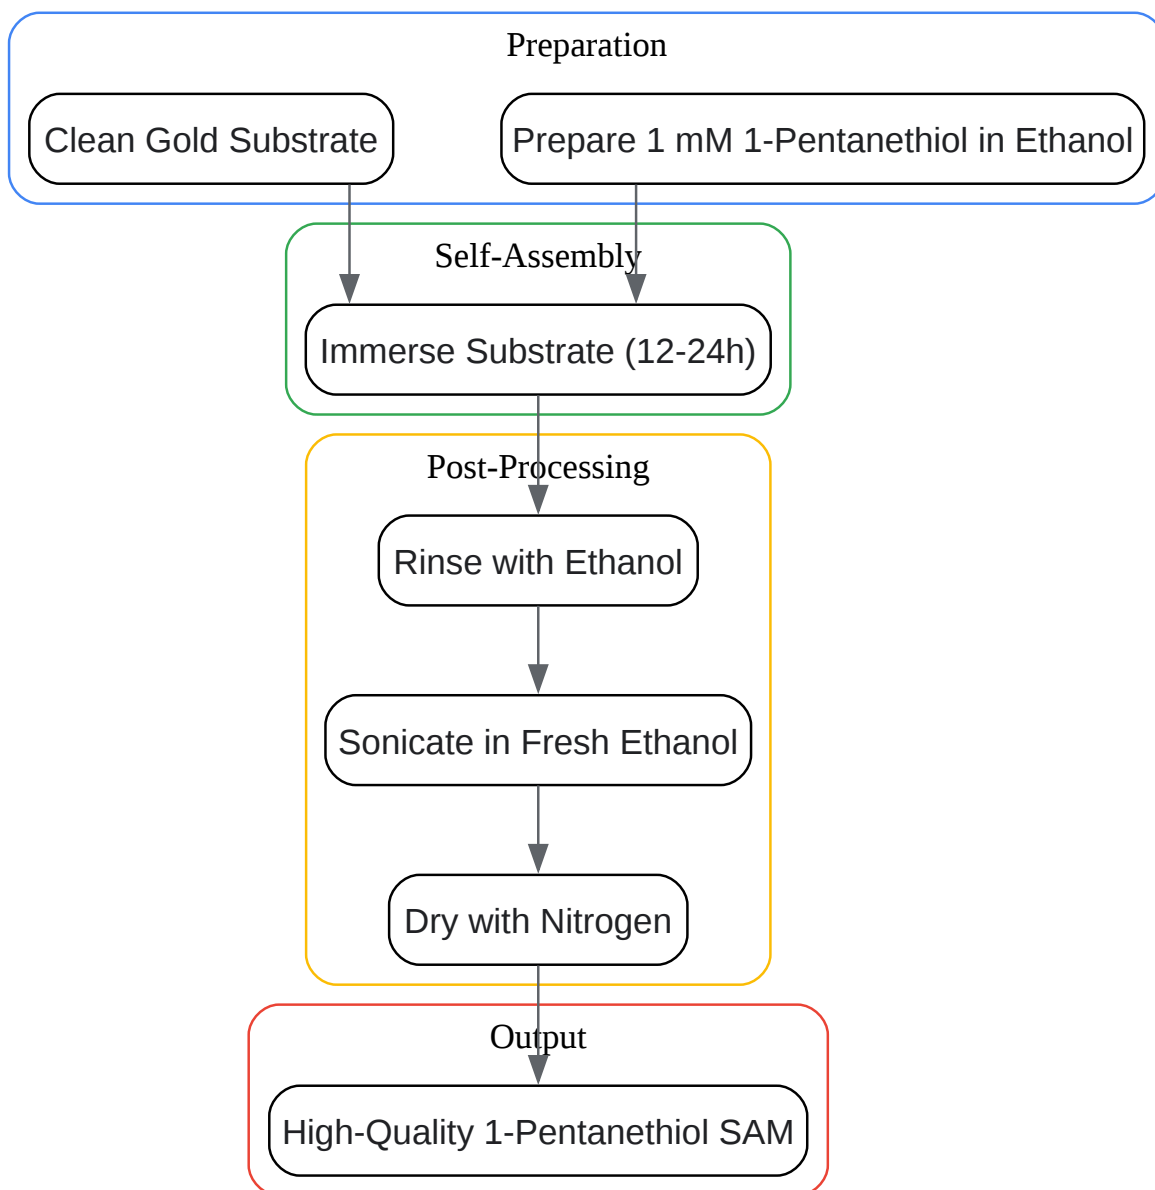 Preparation
Clean Gold Substrate
Prepare 1 mM 1-Pentanethiol in Ethanol
Self-Assembly
Immerse Substrate (12-24h)
Post-Processing
Rinse with Ethanol
Sonicate in Fresh Ethanol
Dry with Nitrogen
Output
High-Quality 1-Pentanethiol SAM